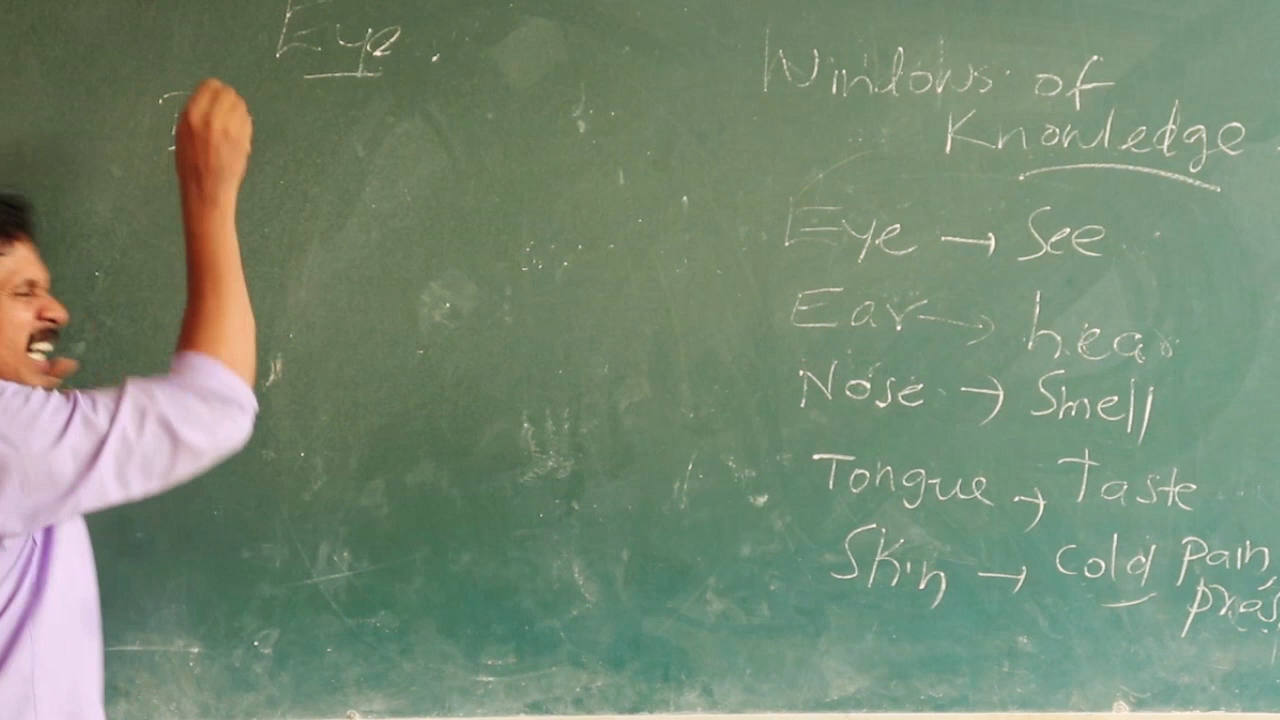 Eye.
Windows of
Knowledge
Eye → See
Ear → hear
Nose → Smell
Tongue → Taste
Skin → cold Pain,